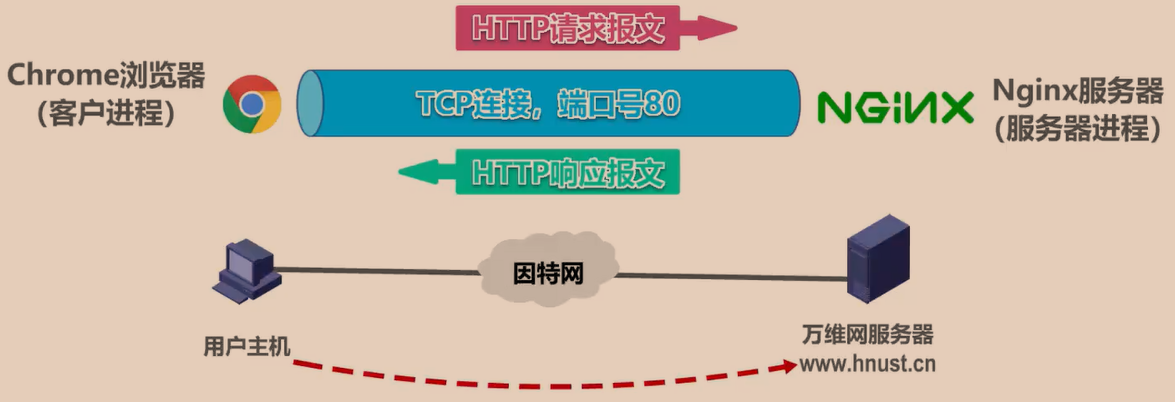 HTTP请求报文
Chrome浏览器
（客户进程）
TCP连接，端口号80
NGINX
Nginx服务器
（服务器进程）
HTTP响应报文
因特网
用户主机
万维网服务器
www.hnust.cn